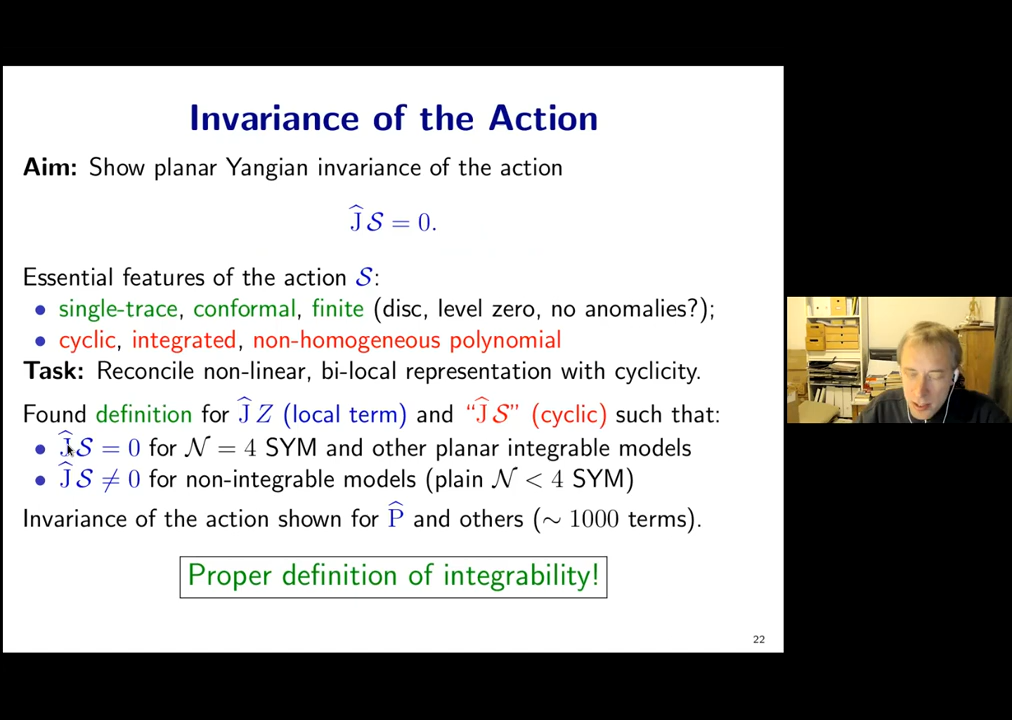 Invariance of the Action
Aim: Show planar Yangian invariance of the action
Ĵ 𝒮 = 0.
Essential features of the action 𝒮:
• single-trace, conformal, finite (disc, level zero, no anomalies?);
• cyclic, integrated, non-homogeneous polynomial
Task: Reconcile non-linear, bi-local representation with cyclicity.
Found definition for Ĵ Z (local term) and “Ĵ 𝒮” (cyclic) such that:
• Ĵ 𝒮 = 0 for 𝒩 = 4 SYM and other planar integrable models
• Ĵ 𝒮 ≠ 0 for non-integrable models (plain 𝒩 < 4 SYM)
Invariance of the action shown for P̂ and others (∼ 1000 terms).
Proper definition of integrability!
22